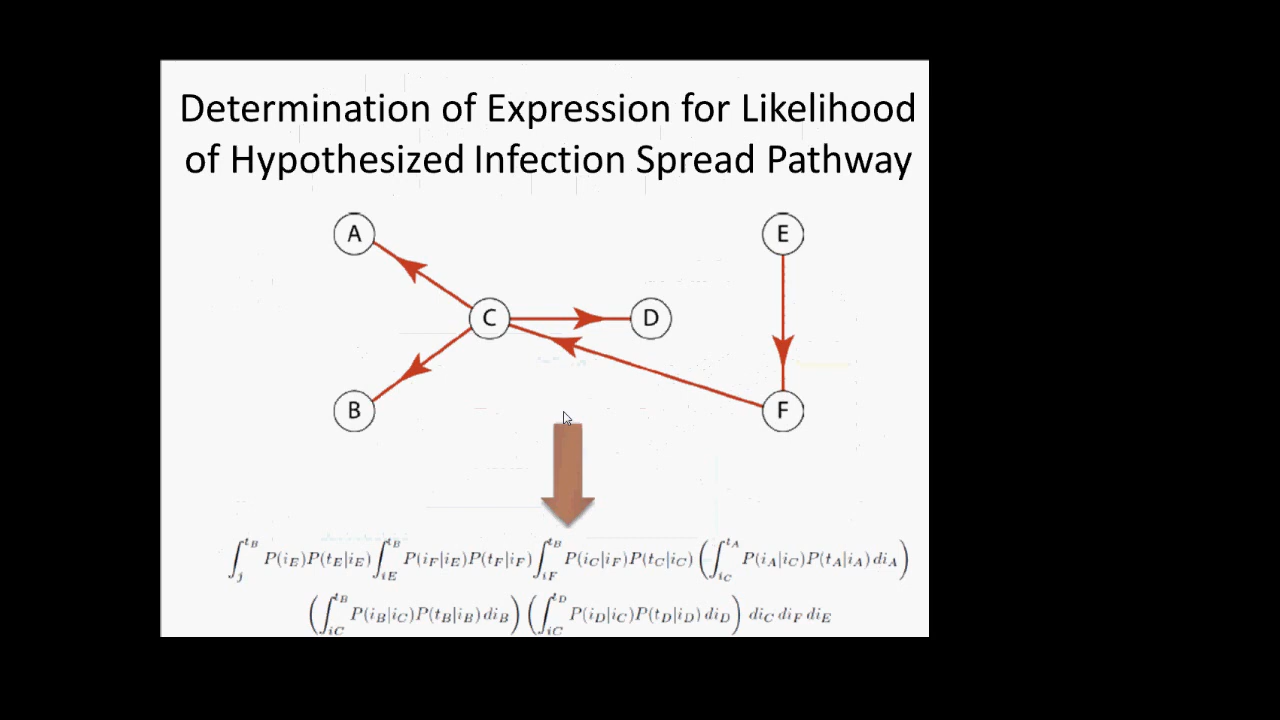 Determination of Expression for Likelihood
of Hypothesized Infection Spread Pathway
A
E
C
D
B
F
∫_j^{t_B} P(i_E)P(t_E|i_E) ∫_{i_E}^{t_B} P(i_F|i_E)P(t_F|i_F) ∫_{i_F}^{t_B} P(i_C|i_F)P(t_C|i_C) (∫_{i_C}^{t_A} P(i_A|i_C)P(t_A|i_A) di_A)
(∫_{i_C}^{t_B} P(i_B|i_C)P(t_B|i_B) di_B) (∫_{i_C}^{t_D} P(i_D|i_C)P(t_D|i_D) di_D) di_C di_F di_E